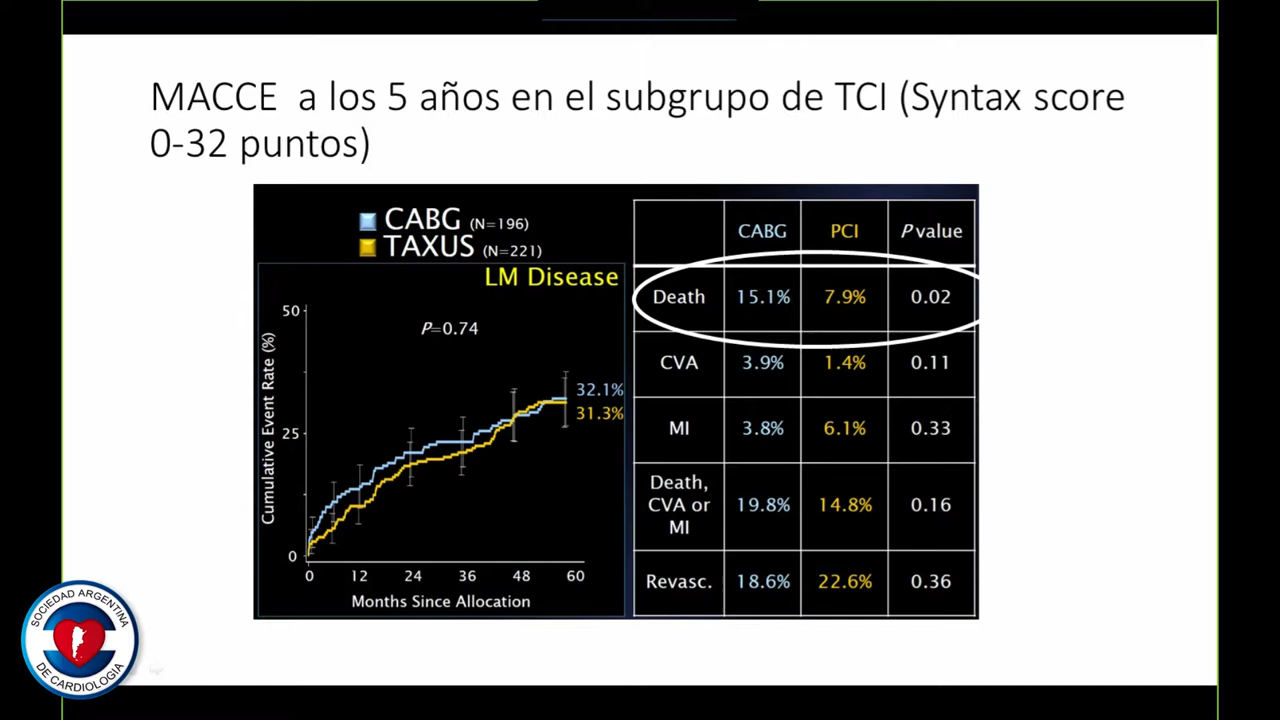 MACCE a los 5 años en el subgrupo de TCI (Syntax score
0-32 puntos)
CABG (N=196)
TAXUS (N=221)
LM Disease
P=0.74
Cumulative Event Rate (%)
50
25
0
32.1%
31.3%
0 12 24 36 48 60
Months Since Allocation
CABG PCI P value
Death 15.1% 7.9% 0.02
CVA 3.9% 1.4% 0.11
MI 3.8% 6.1% 0.33
Death,
CVA or 19.8% 14.8% 0.16
MI
Revasc. 18.6% 22.6% 0.36
SOCIEDAD ARGENTINA
DE CARDIOLOGIA